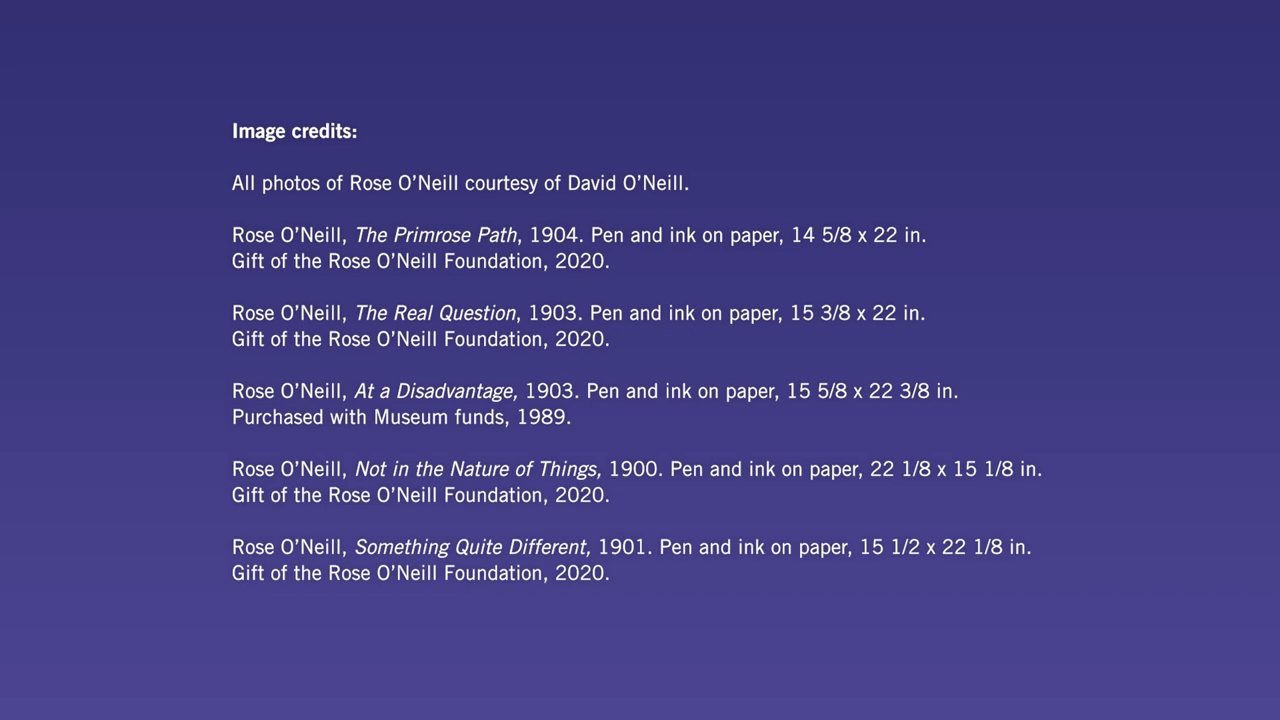 Image credits:
All photos of Rose O’Neill courtesy of David O’Neill.
Rose O’Neill, The Primrose Path, 1904. Pen and ink on paper, 14 5/8 x 22 in.
Gift of the Rose O’Neill Foundation, 2020.
Rose O’Neill, The Real Question, 1903. Pen and ink on paper, 15 3/8 x 22 in.
Gift of the Rose O’Neill Foundation, 2020.
Rose O’Neill, At a Disadvantage, 1903. Pen and ink on paper, 15 5/8 x 22 3/8 in.
Purchased with Museum funds, 1989.
Rose O’Neill, Not in the Nature of Things, 1900. Pen and ink on paper, 22 1/8 x 15 1/8 in.
Gift of the Rose O’Neill Foundation, 2020.
Rose O’Neill, Something Quite Different, 1901. Pen and ink on paper, 15 1/2 x 22 1/8 in.
Gift of the Rose O’Neill Foundation, 2020.